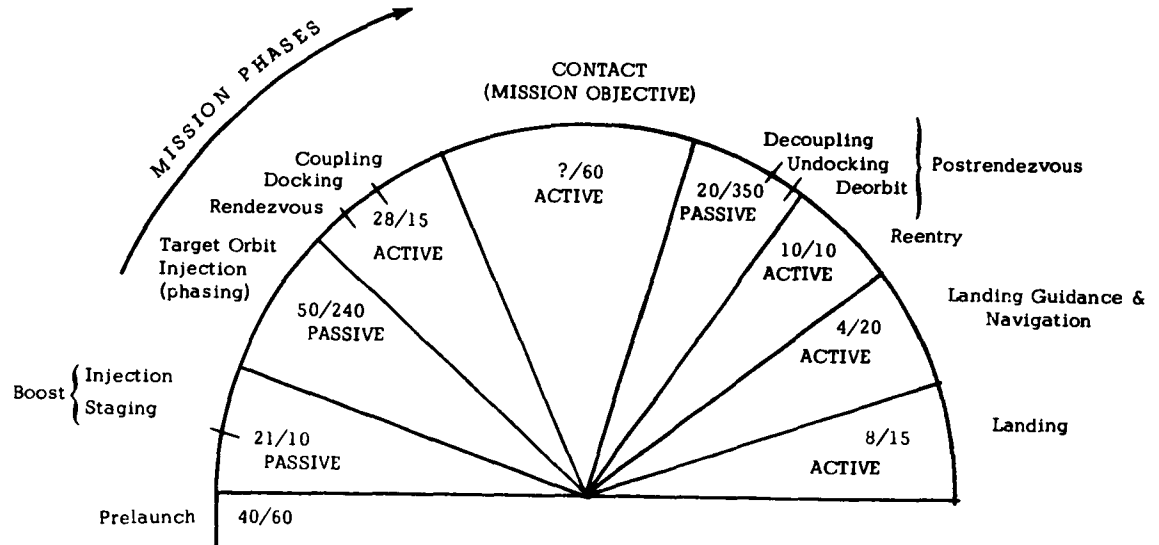 MISSION PHASES
CONTACT
(MISSION OBJECTIVE)
Coupling
Docking
Rendezvous
Target Orbit
Injection
(phasing)
Boost
Injection
Staging
Prelaunch
40/60
21/10
PASSIVE
50/240
PASSIVE
28/15
ACTIVE
?/60
ACTIVE
20/350
PASSIVE
10/10
ACTIVE
4/20
ACTIVE
8/15
ACTIVE
Decoupling
Undocking
Deorbit
Postrendezvous
Reentry
Landing Guidance &
Navigation
Landing